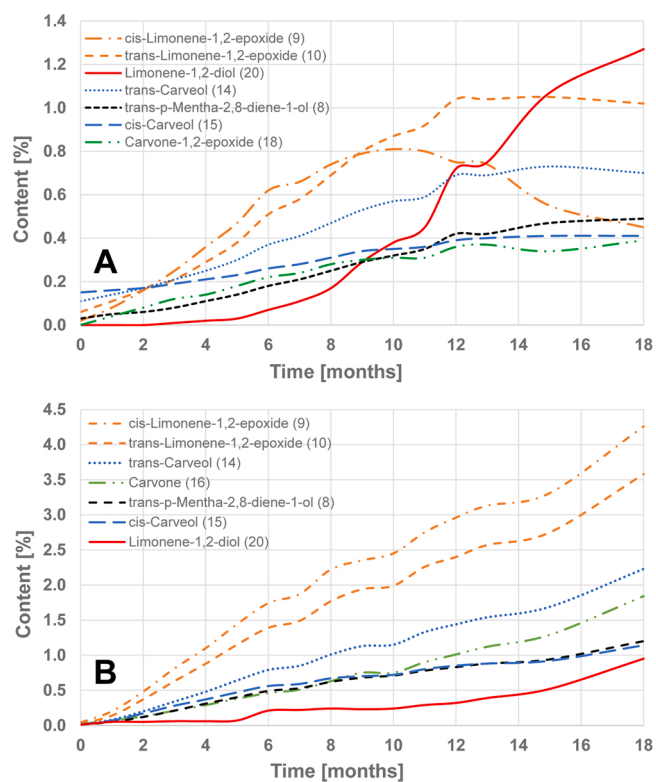 1.4
1.2
1.0
0.8
0.6
0.4
0.2
0.0
Content [%]
cis-Limonene-1,2-epoxide (9)
trans-Limonene-1,2-epoxide (10)
Limonene-1,2-diol (20)
trans-Carveol (14)
trans-p-Mentha-2,8-diene-1-ol (8)
cis-Carveol (15)
Carvone-1,2-epoxide (18)
A
0 2 4 6 8 10 12 14 16 18
Time [months]
4.5
4.0
3.5
3.0
2.5
2.0
1.5
1.0
0.5
0.0
Content [%]
cis-Limonene-1,2-epoxide (9)
trans-Limonene-1,2-epoxide (10)
trans-Carveol (14)
Carvone (16)
trans-p-Mentha-2,8-diene-1-ol (8)
cis-Carveol (15)
Limonene-1,2-diol (20)
B
0 2 4 6 8 10 12 14 16 18
Time [months]